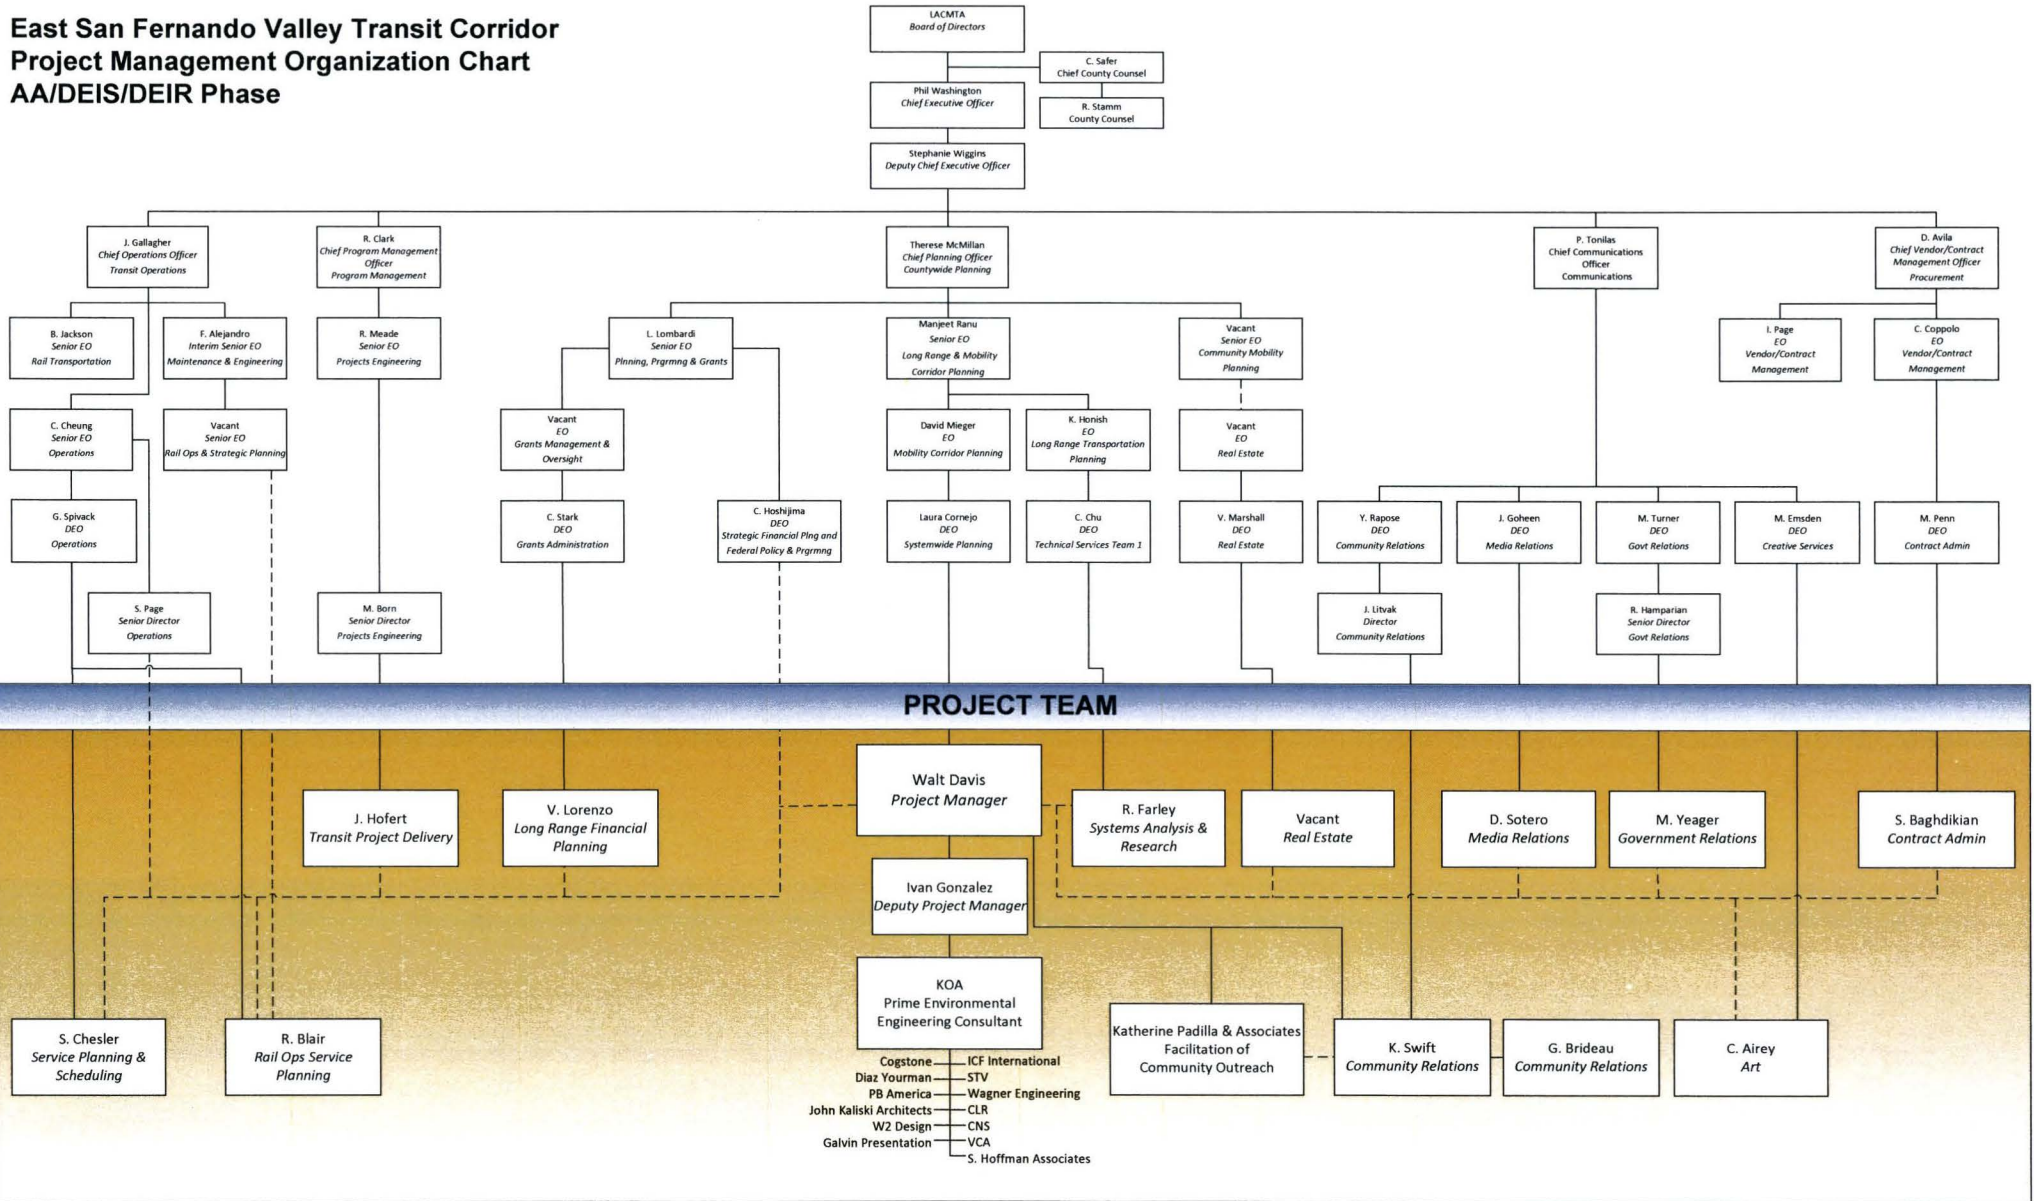 East San Fernando Valley Transit Corridor
Project Management Organization Chart
AA/DEIS/DEIR Phase
LACMTA
Board of Directors
C. Safer
Chief County Counsel
Phil Washington
Chief Executive Officer
R. Stamm
County Counsel
Stephanie Wiggins
Deputy Chief Executive Officer
J. Gallagher
Chief Operations Officer
Transit Operations
R. Clark
Chief Program Management
Officer
Program Management
Therese McMillan
Chief Planning Officer
Countywide Planning
P. Tonilas
Chief Communications
Officer
Communications
D. Avila
Chief Vendor/Contract
Management Officer
Procurement
B. Jackson
Senior EO
Rail Transportation
F. Alejandro
Interim Senior EO
Maintenance & Engineering
R. Meade
Senior EO
Projects Engineering
L. Lombardi
Senior EO
Plnning, Prgrmng & Grants
Manjeet Ranu
Senior EO
Long Range & Mobility
Corridor Planning
Vacant
Senior EO
Community Mobility
Planning
I. Page
EO
Vendor/Contract
Management
C. Coppolo
EO
Vendor/Contract
Management
C. Cheung
Senior EO
Operations
Vacant
Senior EO
Rail Ops & Strategic Planning
Vacant
EO
Grants Management &
Oversight
David Mieger
EO
Mobility Corridor Planning
K. Honish
EO
Long Range Transportation
Planning
Vacant
EO
Real Estate
G. Spivack
DEO
Operations
C. Stark
DEO
Grants Administration
C. Hoshijima
DEO
Strategic Financial Plng and
Federal Policy & Prgrmng
Laura Cornejo
DEO
Systemwide Planning
C. Chu
DEO
Technical Services Team 1
V. Marshall
DEO
Real Estate
Y. Rapose
DEO
Community Relations
J. Goheen
DEO
Media Relations
M. Turner
DEO
Govt Relations
M. Emsden
DEO
Creative Services
M. Penn
DEO
Contract Admin
S. Page
Senior Director
Operations
M. Born
Senior Director
Projects Engineering
J. Litvak
Director
Community Relations
R. Hamparian
Senior Director
Govt Relations
PROJECT TEAM
Walt Davis
Project Manager
J. Hofert
Transit Project Delivery
V. Lorenzo
Long Range Financial
Planning
R. Farley
Systems Analysis &
Research
Vacant
Real Estate
D. Sotero
Media Relations
M. Yeager
Government Relations
S. Baghdikian
Contract Admin
Ivan Gonzalez
Deputy Project Manager
KOA
Prime Environmental
Engineering Consultant
S. Chesler
Service Planning &
Scheduling
R. Blair
Rail Ops Service
Planning
Katherine Padilla & Associates
Facilitation of
Community Outreach
K. Swift
Community Relations
G. Brideau
Community Relations
C. Airey
Art
Cogstone ICF International
Diaz Yourman STV
PB America Wagner Engineering
John Kaliski Architects CLR
W2 Design CNS
Galvin Presentation VCA
S. Hoffman Associates